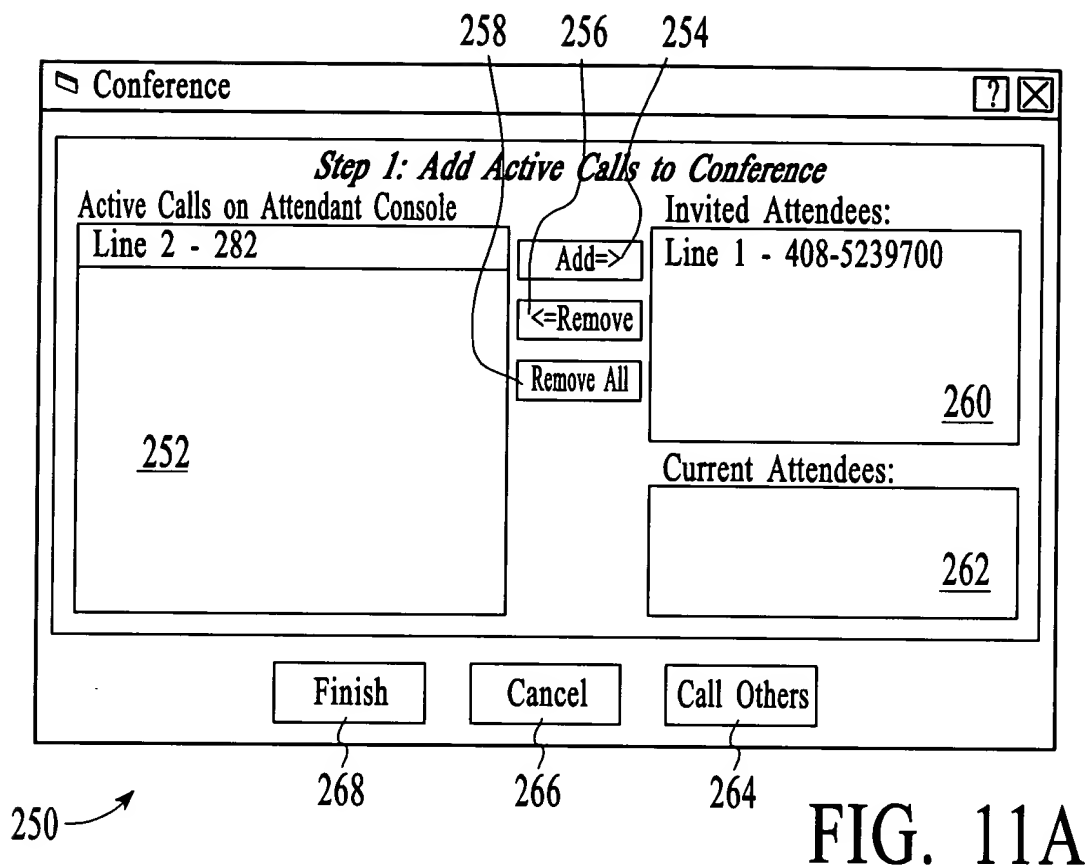 258 256 254
Conference ?
Step 1: Add Active Calls to Conference
Active Calls on Attendant Console
Line 2 - 282
252
Add=>
<=Remove
Remove All
Invited Attendees:
Line 1 - 408-5239700
260
Current Attendees:
262
Finish Cancel Call Others
268 266 264
250
FIG. 11A